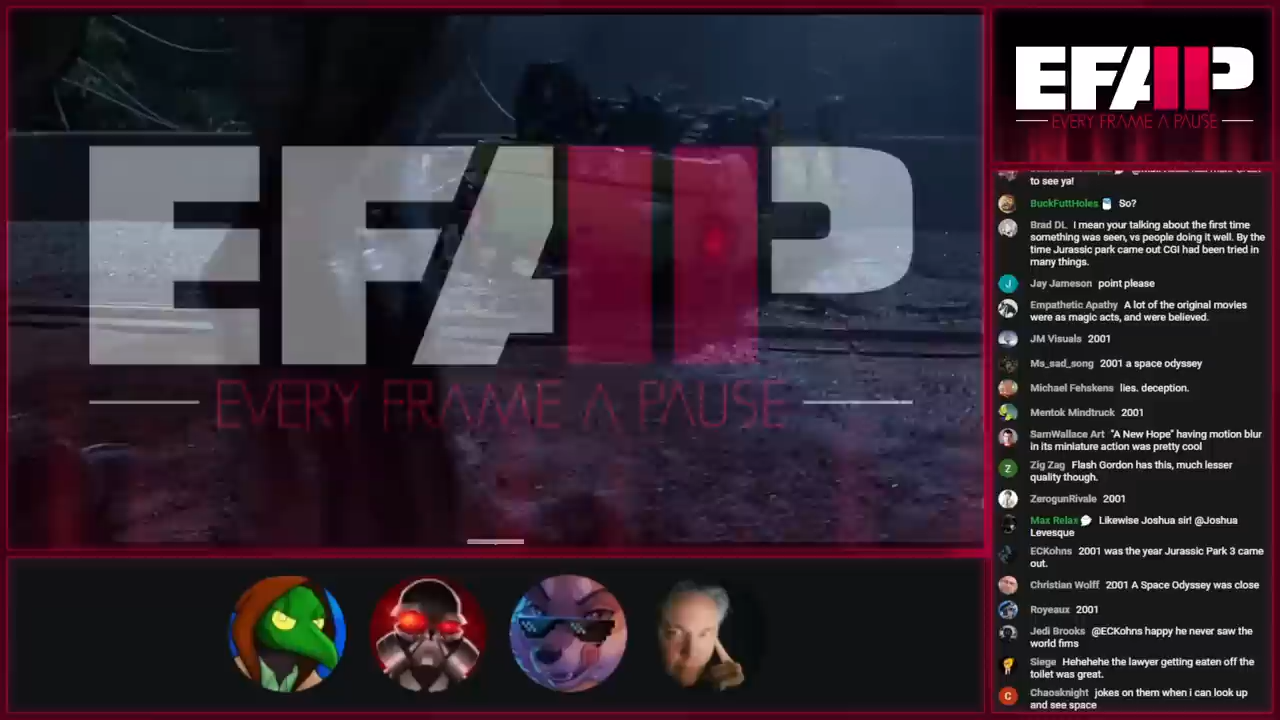 EFAP
EVERY FRAME A PAUSE
EFAP
EVERY FRAME A PAUSE
to see ya!
BuckFuttHoles So?
Brad DL I mean your talking about the first time
something was seen, vs people doing it well. By the
time Jurassic park came out CGI had been tried in
many things.
J Jay Jameson point please
Empathetic Apathy A lot of the original movies
were as magic acts, and were believed.
JM Visuals 2001
Ms_sad_song 2001 a space odyssey
Michael Fehskens lies. deception.
Mentok Mindtruck 2001
SamWallace Art "A New Hope" having motion blur
in its miniature action was pretty cool
Z Zig Zag Flash Gordon has this, much lesser
quality though.
ZerogunRivale 2001
Max Relax Likewise Joshua sir! @Joshua
Levesque
ECKohns 2001 was the year Jurassic Park 3 came
out.
Christian Wolff 2001 A Space Odyssey was close
Royeaux 2001
Jedi Brooks @ECKohns happy he never saw the
world firns
Siege Hehehehe the lawyer getting eaten off the
toilet was great.
C Chaosknight jokes on them when i can look up
and see space